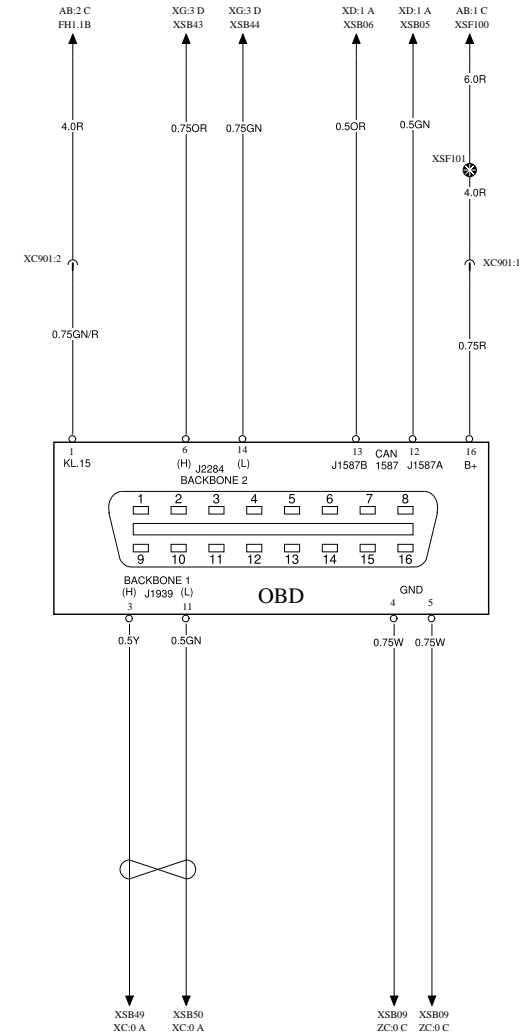 AB:2 C XG:3 D XG:3 D XD:1 A XD:1 A AB:1 C
FH1.1B XSB43 XSB44 XSB06 XSB05 XSF100
6.0R
4.0R 0.75OR 0.75GN 0.5OR 0.5GN
XSF101
4.0R
XC901:2 XC901:1
0.75GN/R 0.75R
1 6 14 13 12 16
KL.15 (H) J2284 (L) J1587B CAN 1587 J1587A B+
BACKBONE 2
1 2 3 4 5 6 7 8
9 10 11 12 13 14 15 16
BACKBONE 1
(H) J1939 (L) OBD GND
3 11 4 5
0.5Y 0.5GN 0.75W 0.75W
XSB49 XSB50 XSB09 XSB09
XC:0 A XC:0 A ZC:0 C ZC:0 C